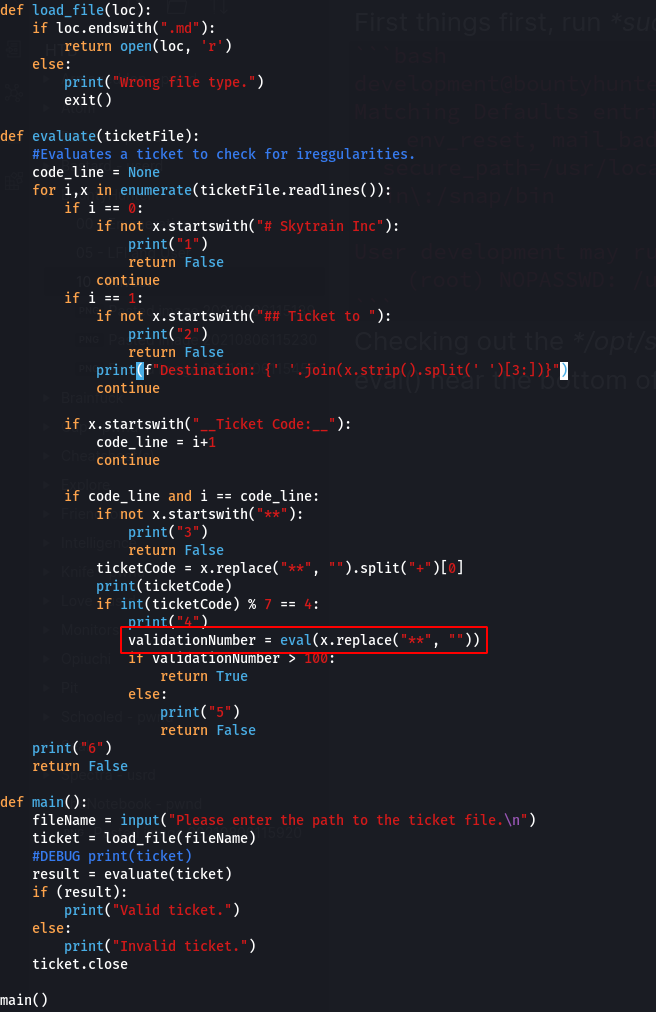 def load_file(loc):
    if loc.endswith(".md"):
        return open(loc, 'r')
    else:
        print("Wrong file type.")
        exit()

def evaluate(ticketFile):
    #Evaluates a ticket to check for ireggularities.
    code_line = None
    for i,x in enumerate(ticketFile.readlines()):
        if i == 0:
            if not x.startswith("# Skytrain Inc"):
                print("1")
                return False
            continue
        if i == 1:
            if not x.startswith("## Ticket to "):
                print("2")
                return False
            print(f"Destination: {' '.join(x.strip().split(' ')[3:])}")
            continue

        if x.startswith("__Ticket Code:__"):
            code_line = i+1
            continue

        if code_line and i == code_line:
            if not x.startswith("**"):
                print("3")
                return False
            ticketCode = x.replace("**", "").split("+")[0]
            print(ticketCode)
            if int(ticketCode) % 7 == 4:
                print("4")
                validationNumber = eval(x.replace("**", ""))
                if validationNumber > 100:
                    return True
                else:
                    print("5")
                    return False
    print("6")
    return False

def main():
    fileName = input("Please enter the path to the ticket file.\n")
    ticket = load_file(fileName)
    #DEBUG print(ticket)
    result = evaluate(ticket)
    if (result):
        print("Valid ticket.")
    else:
        print("Invalid ticket.")
    ticket.close

main()
First things first, run
bash
Checking out the
eval() near the bottom of